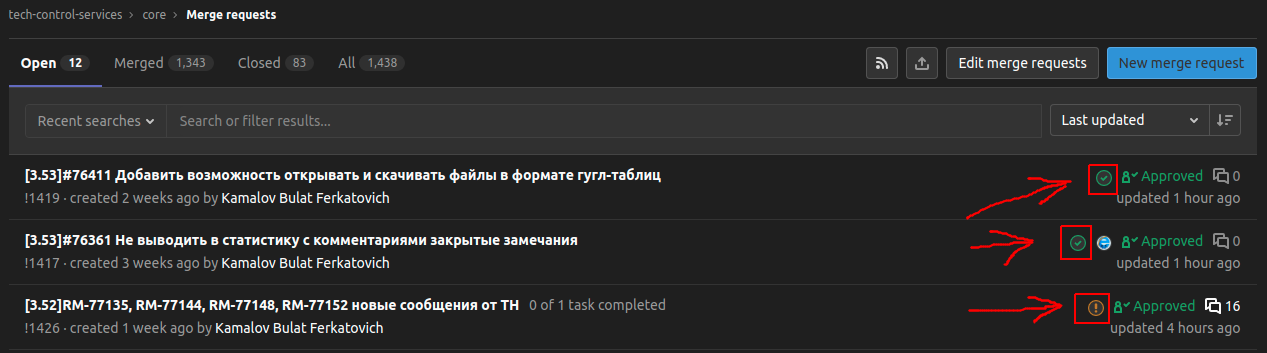 tech-control-services › core › Merge requests
Open 12 Merged 1,343 Closed 83 All 1,438 Edit merge requests New merge request
Recent searches Search or filter results... Last updated
[3.53]#76411 Добавить возможность открывать и скачивать файлы в формате гугл-таблиц Approved 0
!1419 · created 2 weeks ago by Kamalov Bulat Ferkatovich updated 1 hour ago
[3.53]#76361 Не выводить в статистику с комментариями закрытые замечания Approved 0
!1417 · created 3 weeks ago by Kamalov Bulat Ferkatovich updated 1 hour ago
[3.52]RM-77135, RM-77144, RM-77148, RM-77152 новые сообщения от ТН 0 of 1 task completed Approved 16
!1426 · created 1 week ago by Kamalov Bulat Ferkatovich updated 4 hours ago